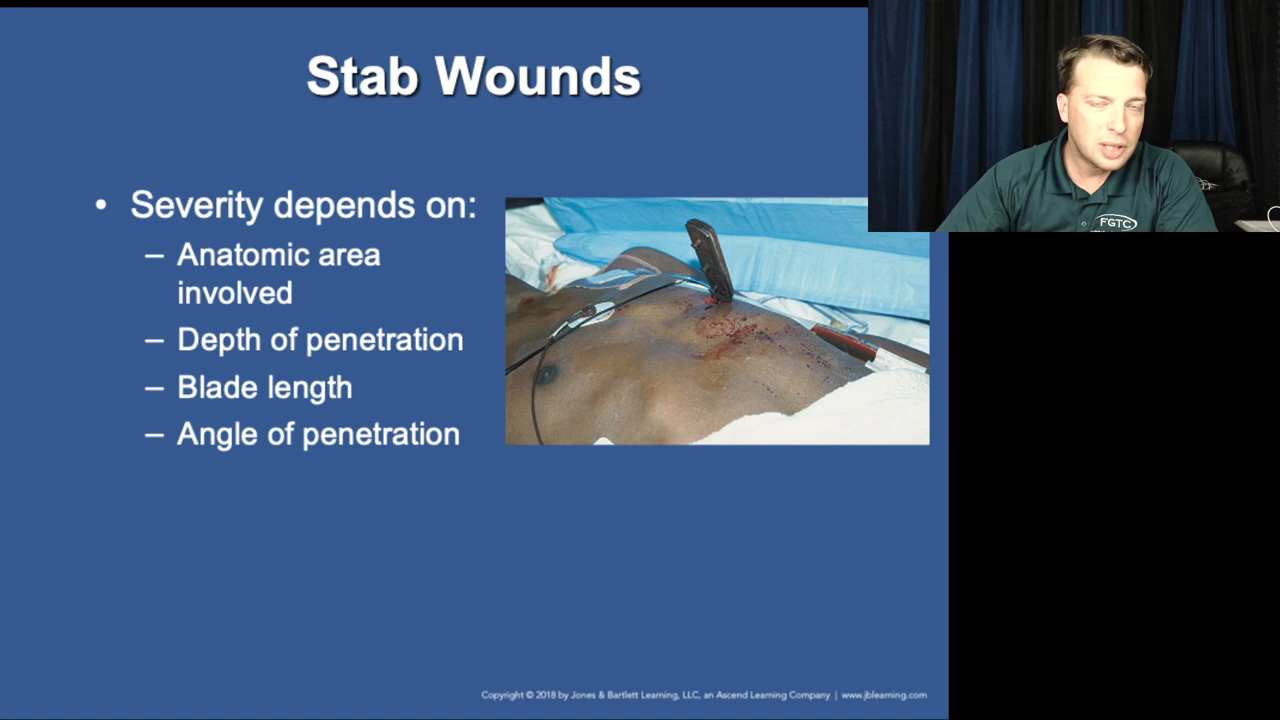 Stab Wounds
• Severity depends on:
– Anatomic area
involved
– Depth of penetration
– Blade length
– Angle of penetration
FGTC
Copyright © 2018 by Jones & Bartlett Learning, LLC, an Ascend Learning Company | www.jblearning.com